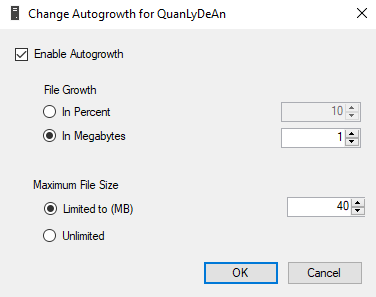 Change Autogrowth for QuanLyDeAn
Enable Autogrowth
File Growth
In Percent 10
In Megabytes 1
Maximum File Size
Limited to (MB) 40
Unlimited
OK Cancel